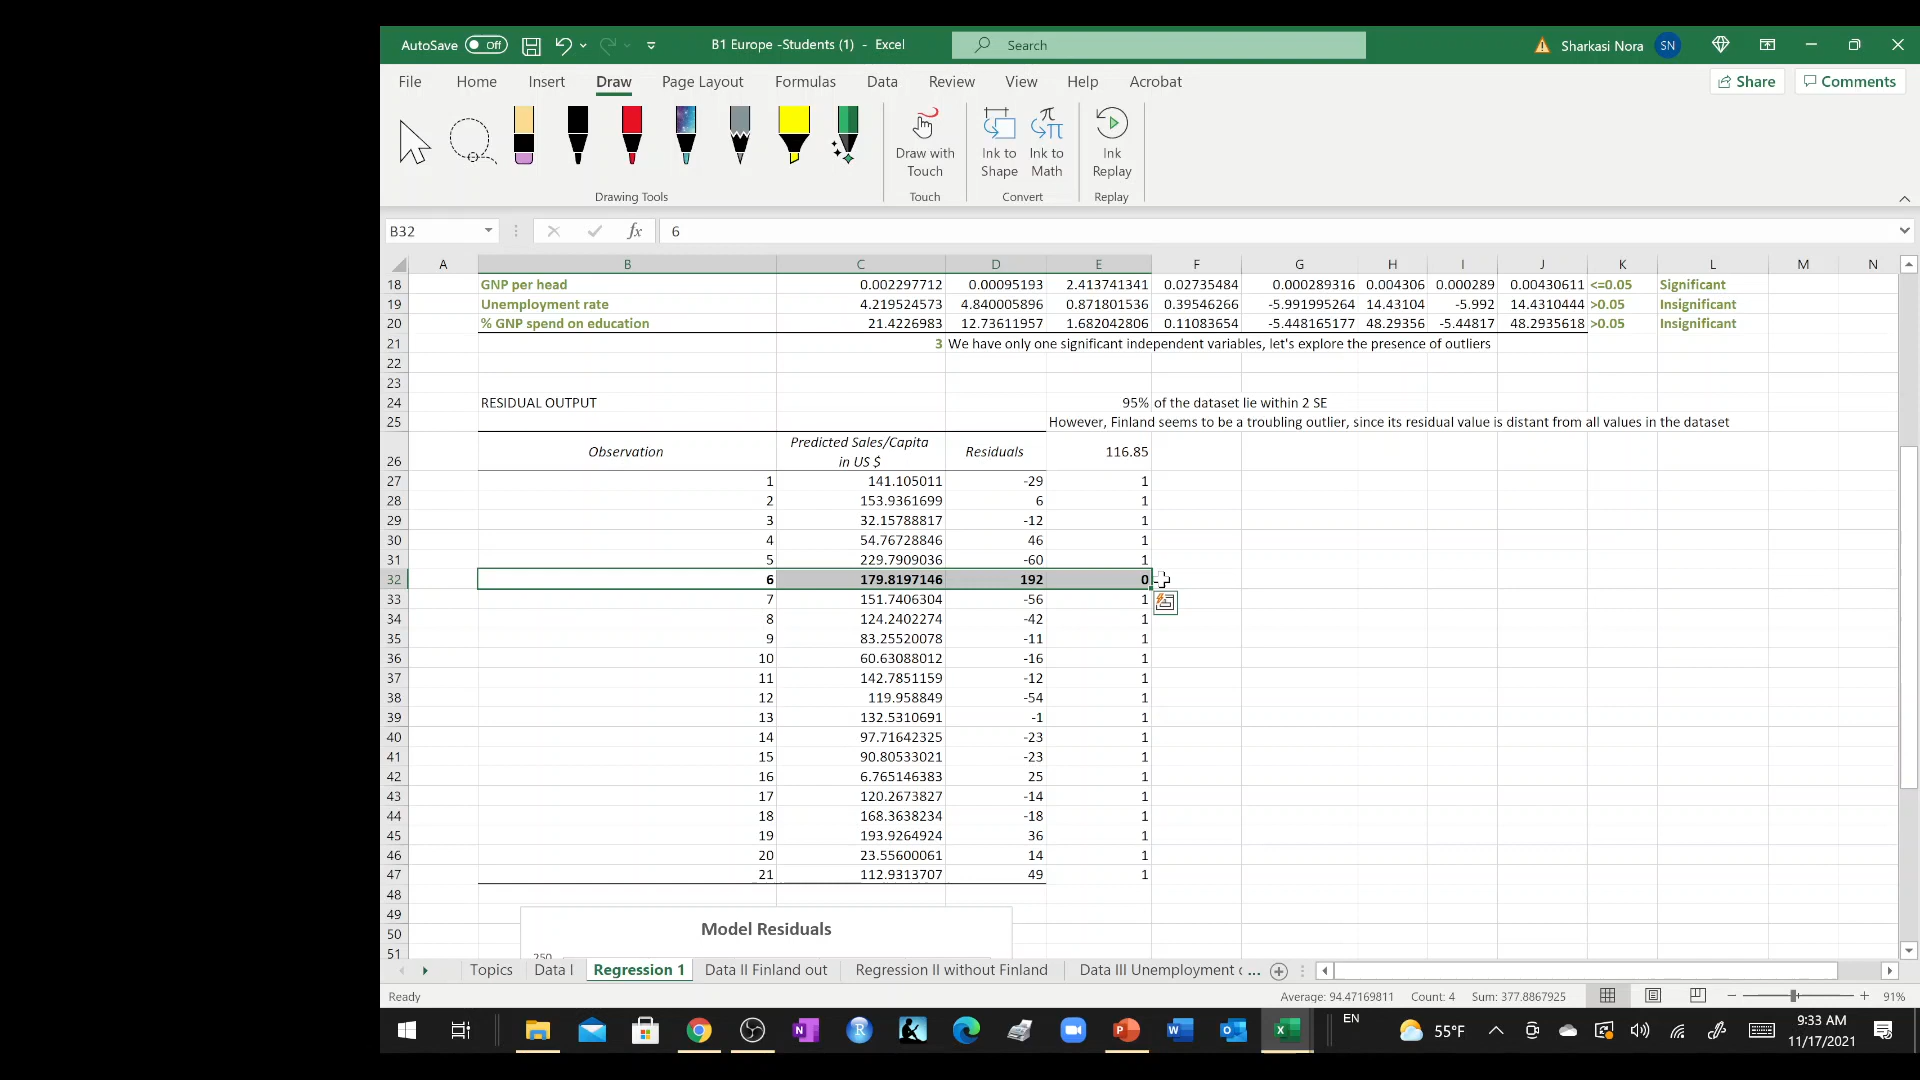 AutoSave Off B1 Europe -Students (1) - Excel Search Sharkasi Nora SN
File Home Insert Draw Page Layout Formulas Data Review View Help Acrobat Share Comments
Draw with Touch Ink to Shape Ink to Math Ink Replay
Drawing Tools Touch Convert Replay
B32 fx 6
A B C D E F G H I J K L M N
18 GNP per head 0.002297712 0.00095193 2.413741341 0.02735484 0.000289316 0.004306 0.000289 0.00430611 <=0.05 Significant
19 Unemployment rate 4.219524573 4.840005896 0.871801536 0.39546266 -5.991995264 14.43104 -5.992 14.4310444 >0.05 Insignificant
20 % GNP spend on education 21.4226983 12.73611957 1.682042806 0.11083654 -5.448165177 48.29356 -5.44817 48.2935618 >0.05 Insignificant
21 3 We have only one significant independent variables, let's explore the presence of outliers
22
23
24 RESIDUAL OUTPUT 95% of the dataset lie within 2 SE
25 However, Finland seems to be a troubling outlier, since its residual value is distant from all values in the dataset
26 Observation Predicted Sales/Capita in US $ Residuals 116.85
27 1 141.105011 -29 1
28 2 153.9361699 6 1
29 3 32.15788817 -12 1
30 4 54.76728846 46 1
31 5 229.7909036 -60 1
32 6 179.8197146 192 0
33 7 151.7406304 -56 1
34 8 124.2402274 -42 1
35 9 83.25520078 -11 1
36 10 60.63088012 -16 1
37 11 142.7851159 -12 1
38 12 119.958849 -54 1
39 13 132.5310691 -1 1
40 14 97.71642325 -23 1
41 15 90.80533021 -23 1
42 16 6.765146383 25 1
43 17 120.2673827 -14 1
44 18 168.3638234 -18 1
45 19 193.9264924 36 1
46 20 23.55600061 14 1
47 21 112.9313707 49 1
48
49
50 Model Residuals
51 250
Topics Data I Regression 1 Data II Finland out Regression II without Finland Data III Unemployment ...
Ready Average: 94.47169811 Count: 4 Sum: 377.8867925 91%
EN 55°F 9:33 AM
11/17/2021